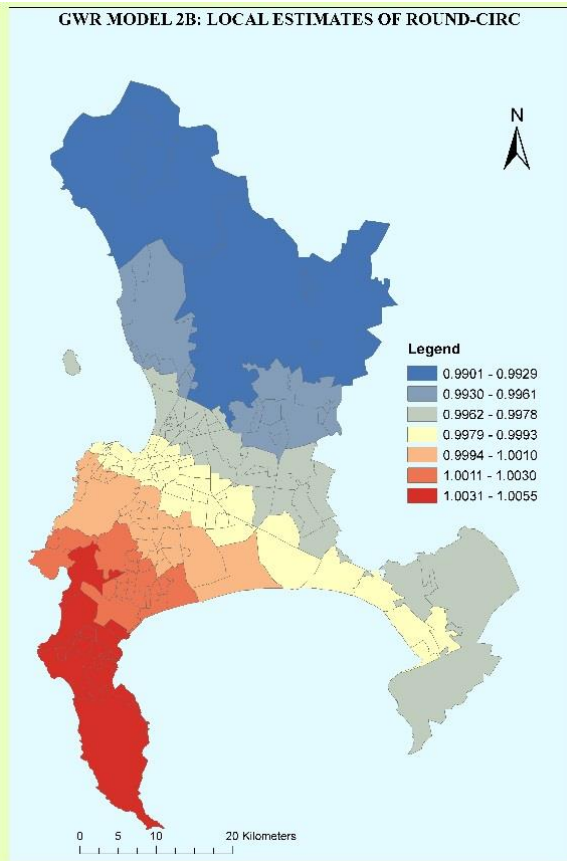 GWR MODEL 2B: LOCAL ESTIMATES OF ROUND-CIRC
N
Legend
0.9901 - 0.9929
0.9930 - 0.9961
0.9962 - 0.9978
0.9979 - 0.9993
0.9994 - 1.0010
1.0011 - 1.0030
1.0031 - 1.0055
0 5 10 20 Kilometers